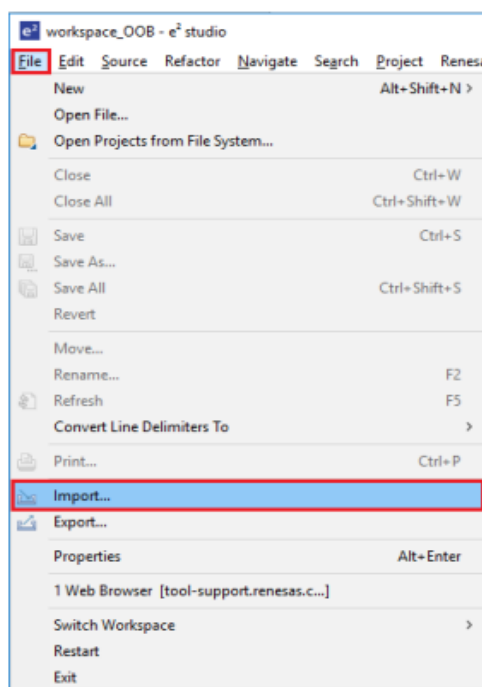 e² workspace_OOB - e² studio
File Edit Source Refactor Navigate Search Project
New Alt+Shift+N >
Open File...
Open Projects from File System...
Close Ctrl+W
Close All Ctrl+Shift+W
Save Ctrl+S
Save As...
Save All Ctrl+Shift+S
Revert
Move...
Rename... F2
Refresh F5
Convert Line Delimiters To >
Print... Ctrl+P
Import...
Export...
Properties Alt+Enter
1 Web Browser [tool-support.renesas.c...]
Switch Workspace >
Restart
Exit